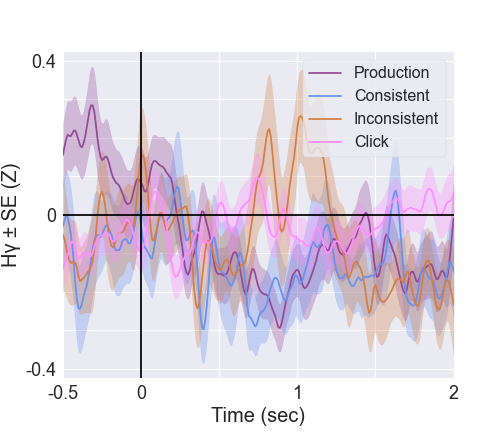 Production
Consistent
Inconsistent
Click
0.4
0
-0.4
Hγ ± SE (Z)
-0.5 0 1 2
Time (sec)